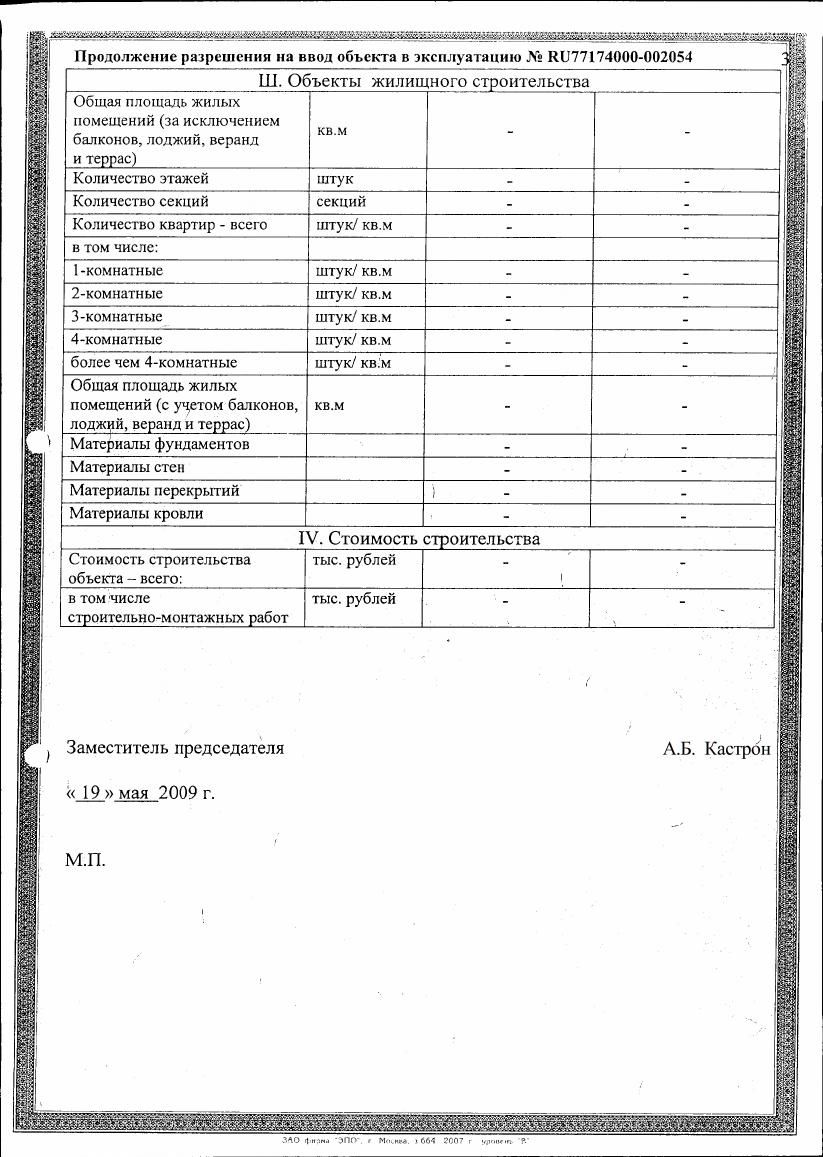 Продолжение разрешения на ввод объекта в эксплуатацию № RU77174000-002054
3
Ш. Объекты жилищного строительства
Общая площадь жилых
помещений (за исключением
балконов, лоджий, веранд
и террас)
кв.м - -
Количество этажей штук - -
Количество секций секций - -
Количество квартир - всего штук/ кв.м - -
в том числе:
1-комнатные штук/ кв.м - -
2-комнатные штук/ кв.м - -
3-комнатные штук/ кв.м - -
4-комнатные штук/ кв.м - -
более чем 4-комнатные штук/ кв.м - -
Общая площадь жилых
помещений (с учетом балконов,
лоджий, веранд и террас)
кв.м - -
Материалы фундаментов - -
Материалы стен - -
Материалы перекрытий - -
Материалы кровли - -
IV. Стоимость строительства
Стоимость строительства
объекта – всего:
тыс. рублей - -
в том числе
строительно-монтажных работ
тыс. рублей - -
Заместитель председателя А.Б. Кастрон
« 19 » мая 2009 г.
М.П.
ЗАО фирма "ЭПО", г. Москва, з.664 2007 г. уровень "В"